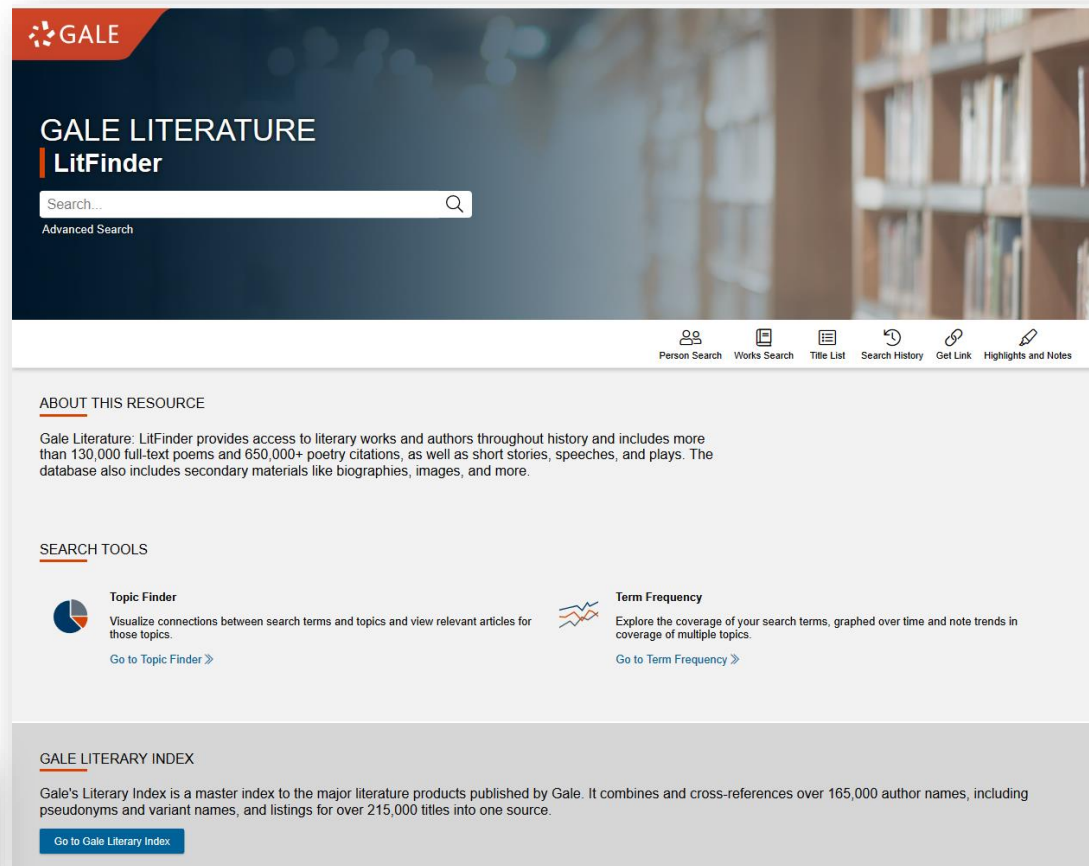 GALE
GALE LITERATURE
LitFinder
Search...
Advanced Search
Person Search
Works Search
Title List
Search History
Get Link
Highlights and Notes
ABOUT THIS RESOURCE
Gale Literature: LitFinder provides access to literary works and authors throughout history and includes more
than 130,000 full-text poems and 650,000+ poetry citations, as well as short stories, speeches, and plays. The
database also includes secondary materials like biographies, images, and more.
SEARCH TOOLS
Topic Finder
Visualize connections between search terms and topics and view relevant articles for
those topics.
Go to Topic Finder
Term Frequency
Explore the coverage of your search terms, graphed over time and note trends in
coverage of multiple topics.
Go to Term Frequency
GALE LITERARY INDEX
Gale's Literary Index is a master index to the major literature products published by Gale. It combines and cross-references over 165,000 author names, including
pseudonyms and variant names, and listings for over 215,000 titles into one source.
Go to Gale Literary Index